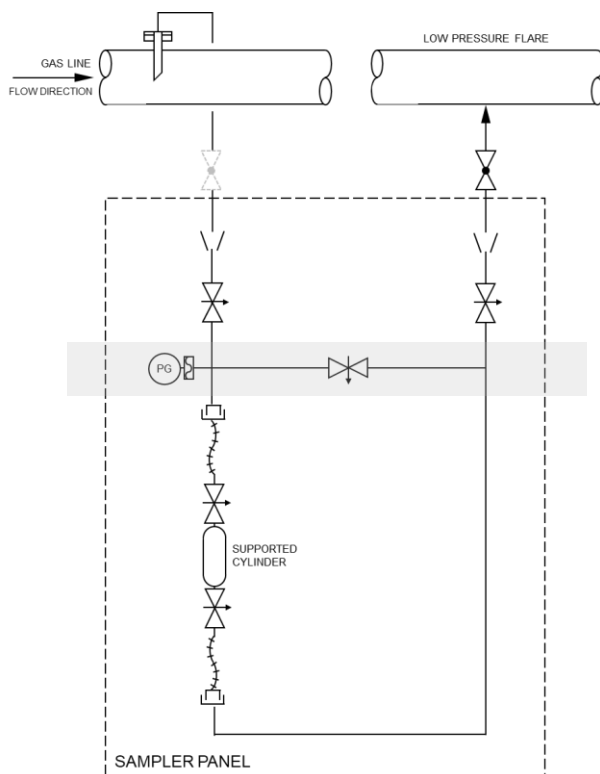 LOW PRESSURE FLARE
GAS LINE
FLOW DIRECTION
PG
SUPPORTED
CYLINDER
SAMPLER PANEL